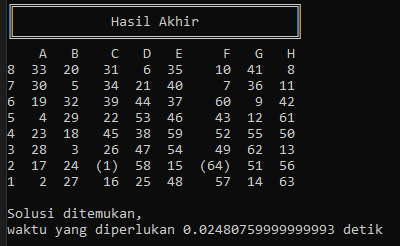 Hasil Akhir
A B C D E F G H
8 33 20 31 6 35 10 41 8
7 30 5 34 21 40 7 36 11
6 19 32 39 44 37 60 9 42
5 4 29 22 53 46 43 12 61
4 23 18 45 38 59 52 55 50
3 28 3 26 47 54 49 62 13
2 17 24 (1) 58 15 (64) 51 56
1 2 27 16 25 48 57 14 63
Solusi ditemukan,
waktu yang diperlukan 0.02480759999999993 detik